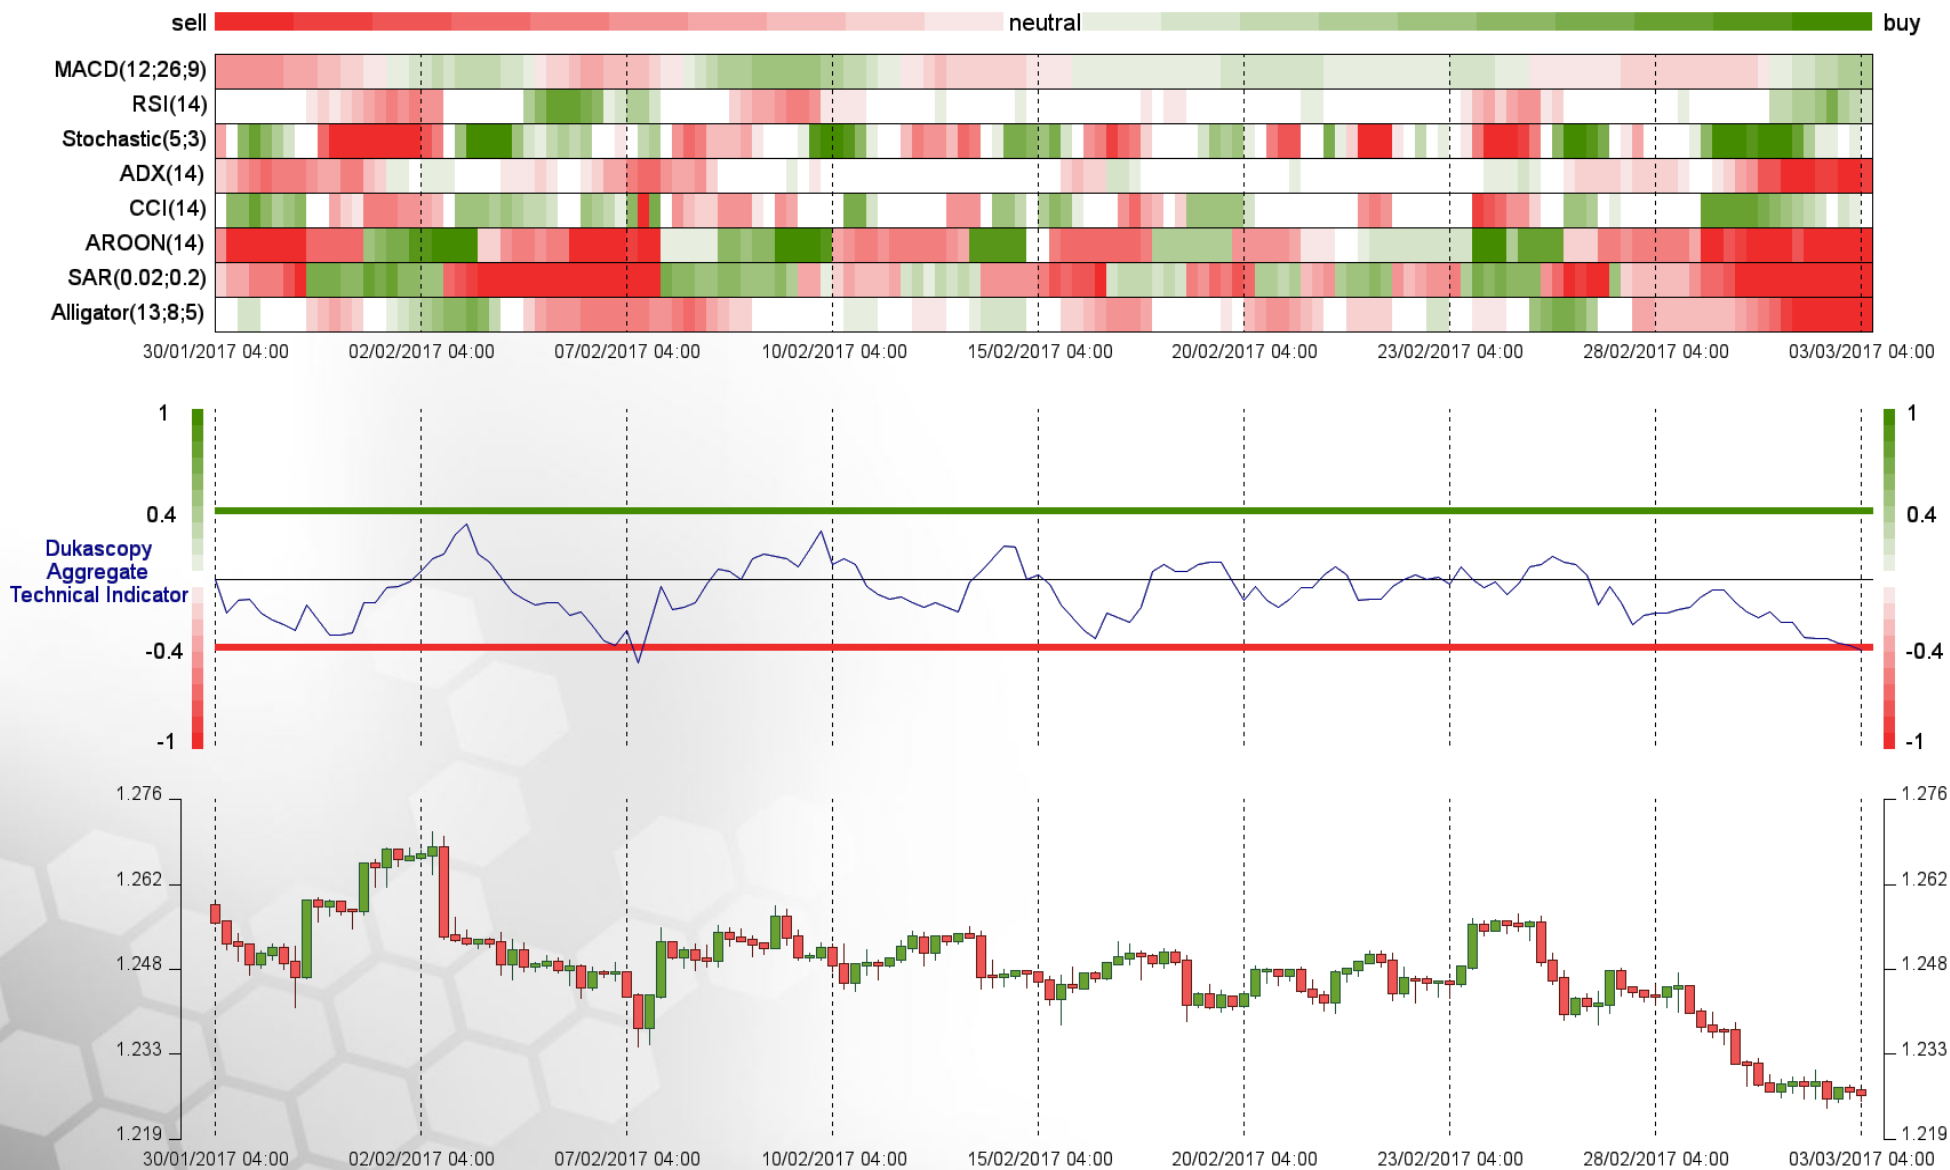 sell neutral buy
MACD(12;26;9)
RSI(14)
Stochastic(5;3)
ADX(14)
CCI(14)
AROON(14)
SAR(0.02;0.2)
Alligator(13;8;5)
30/01/2017 04:00 02/02/2017 04:00 07/02/2017 04:00 10/02/2017 04:00 15/02/2017 04:00 20/02/2017 04:00 23/02/2017 04:00 28/02/2017 04:00 03/03/2017 04:00
1 1
0.4 0.4
Dukascopy
Aggregate
Technical Indicator
-0.4 -0.4
-1 -1
1.276 1.276
1.262 1.262
1.248 1.248
1.233 1.233
1.219 1.219
30/01/2017 04:00 02/02/2017 04:00 07/02/2017 04:00 10/02/2017 04:00 15/02/2017 04:00 20/02/2017 04:00 23/02/2017 04:00 28/02/2017 04:00 03/03/2017 04:00